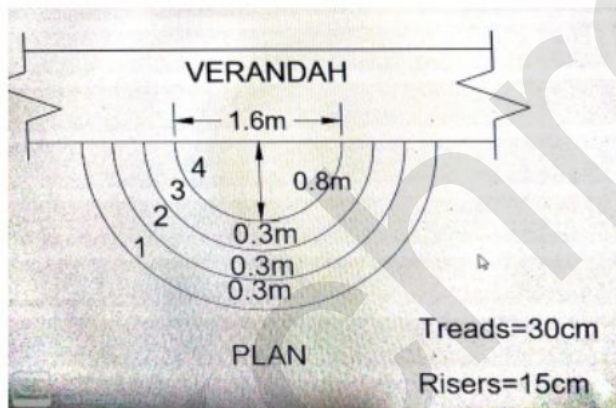 VERANDAH
1.6m
4
0.8m
3
2
0.3m
1
0.3m
0.3m
Treads=30cm
PLAN
Risers=15cm